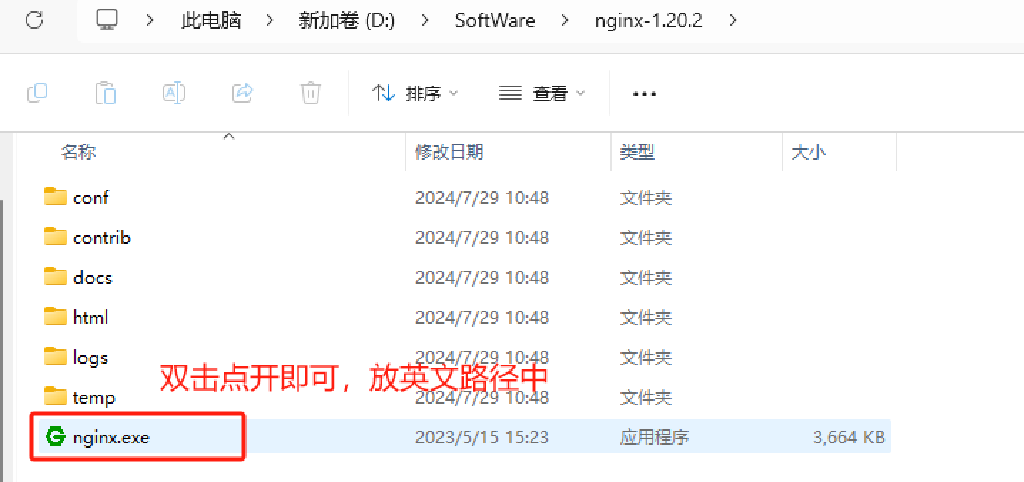 此电脑 > 新加卷 (D:) > SoftWare > nginx-1.20.2 >
排序 查看 ...
名称 修改日期 类型 大小
conf 2024/7/29 10:48 文件夹
contrib 2024/7/29 10:48 文件夹
docs 2024/7/29 10:48 文件夹
html 2024/7/29 10:48 文件夹
logs 2024/7/29 10:48 文件夹
双击点开即可，放英文路径中
temp 2024/7/29 10:48 文件夹
nginx.exe 2023/5/15 15:23 应用程序 3,664 KB